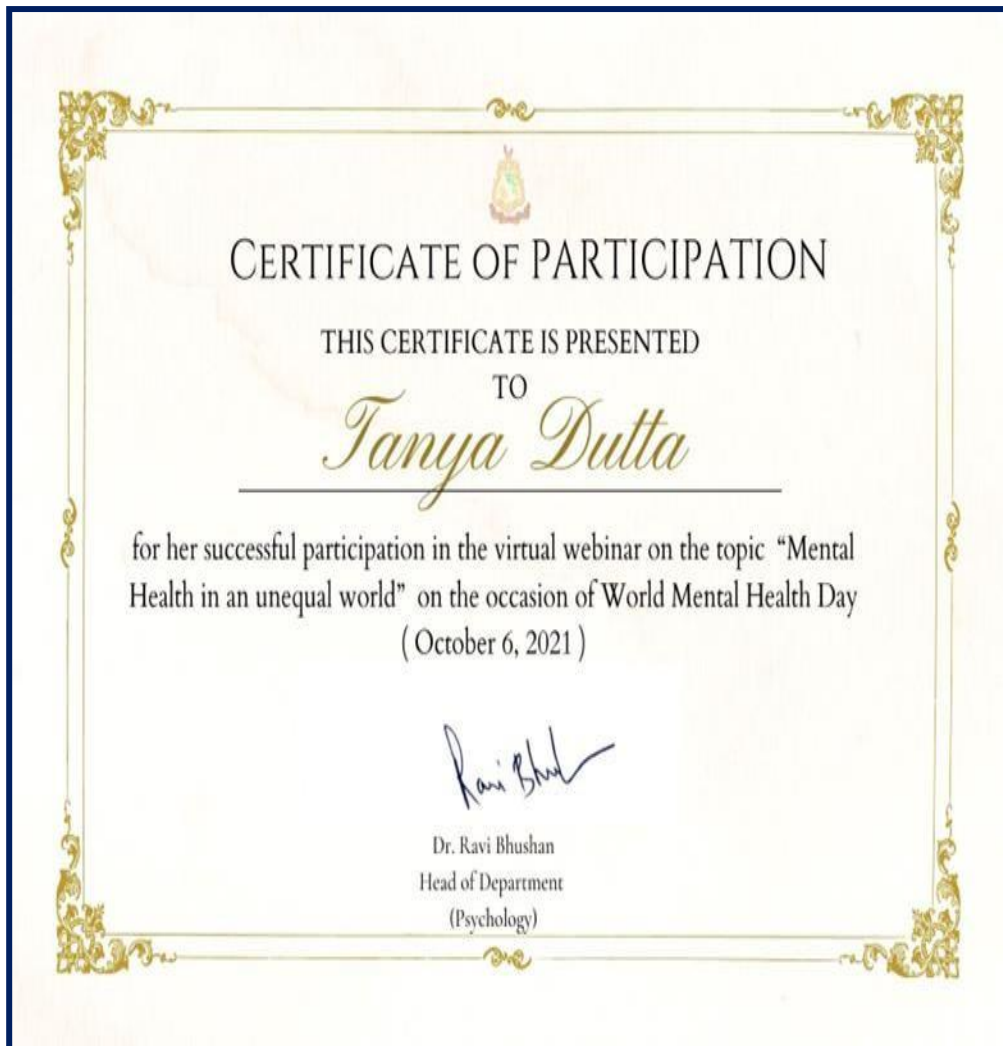 CERTIFICATE OF PARTICIPATION
THIS CERTIFICATE IS PRESENTED
TO
Tanya Dutta
for her successful participation in the virtual webinar on the topic “Mental
Health in an unequal world” on the occasion of World Mental Health Day
( October 6, 2021 )
Ravi Bhu
Dr. Ravi Bhushan
Head of Department
(Psychology)